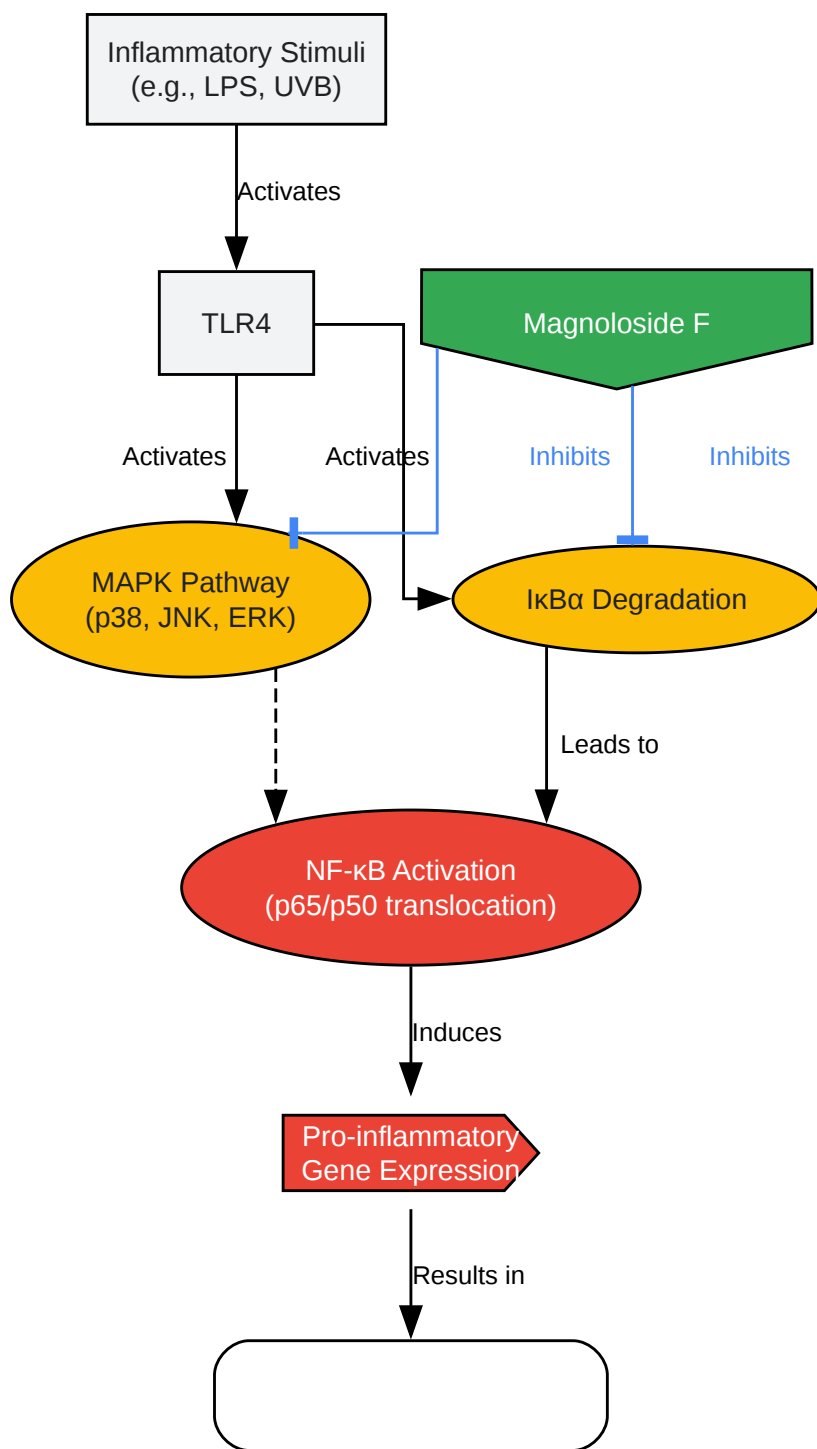 Inflammatory Stimuli
(e.g., LPS, UVB)
Activates
TLR4
Magnoloside F
Activates
Activates
Inhibits
Inhibits
MAPK Pathway
(p38, JNK, ERK)
IκBα Degradation
Leads to
NF-κB Activation
(p65/p50 translocation)
Induces
Pro-inflammatory
Gene Expression
Results in